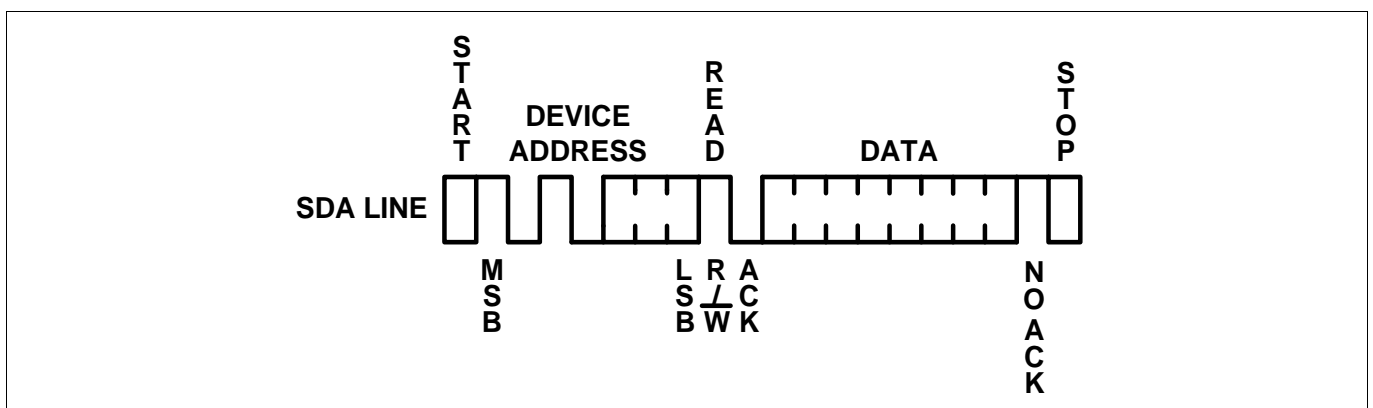 START
DEVICE
ADDRESS
READ
DATA
STOP
SDA LINE
MSB
LSB
R/W
ACK
NO ACK